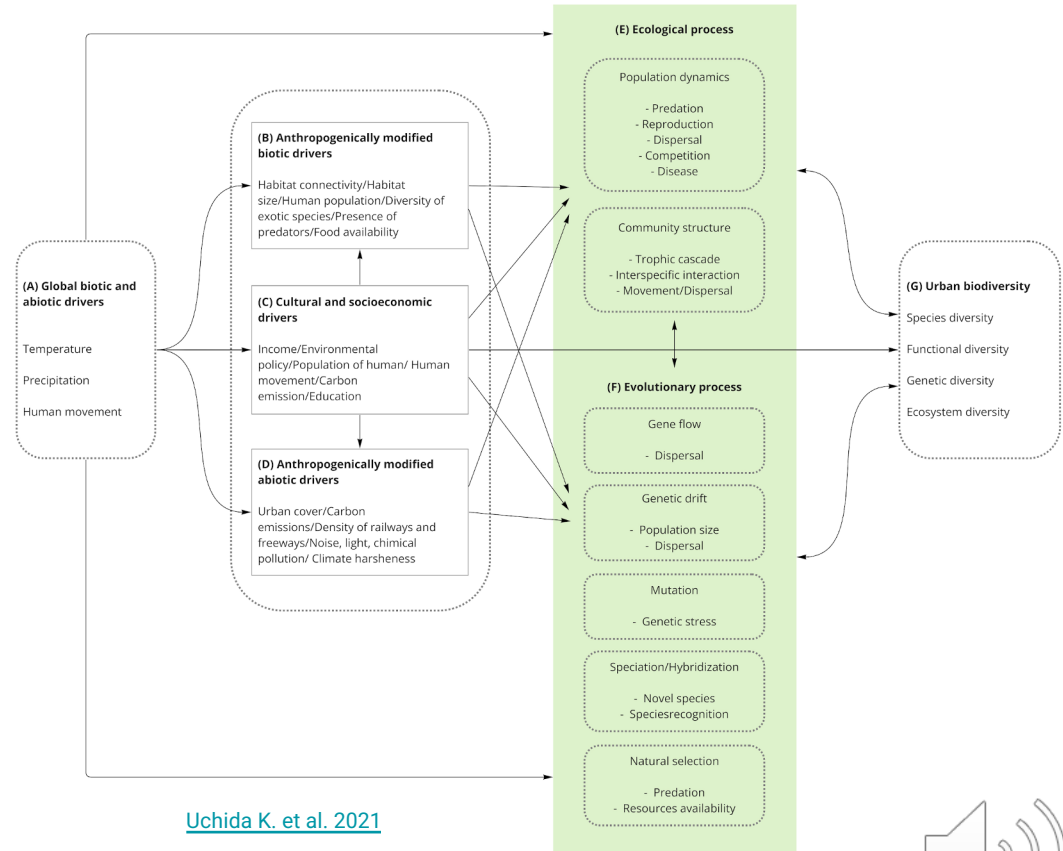 (A) Global biotic and
abiotic drivers
Temperature
Precipitation
Human movement
(B) Anthropogenically modified
biotic drivers
Habitat connectivity/Habitat
size/Human population/Diversity of
exotic species/Presence of
predators/Food availability
(C) Cultural and socioeconomic
drivers
Income/Environmental
policy/Population of human/ Human
movement/Carbon
emission/Education
(D) Anthropogenically modified
abiotic drivers
Urban cover/Carbon
emissions/Density of railways and
freeways/Noise, light, chimical
pollution/ Climate harsheness
(E) Ecological process
Population dynamics
- Predation
- Reproduction
- Dispersal
- Competition
- Disease
Community structure
- Trophic cascade
- Interspecific interaction
- Movement/Dispersal
(F) Evolutionary process
Gene flow
- Dispersal
Genetic drift
- Population size
- Dispersal
Mutation
- Genetic stress
Speciation/Hybridization
- Novel species
- Speciesrecognition
Natural selection
- Predation
- Resources availability
(G) Urban biodiversity
Species diversity
Functional diversity
Genetic diversity
Ecosystem diversity
Uchida K. et al. 2021